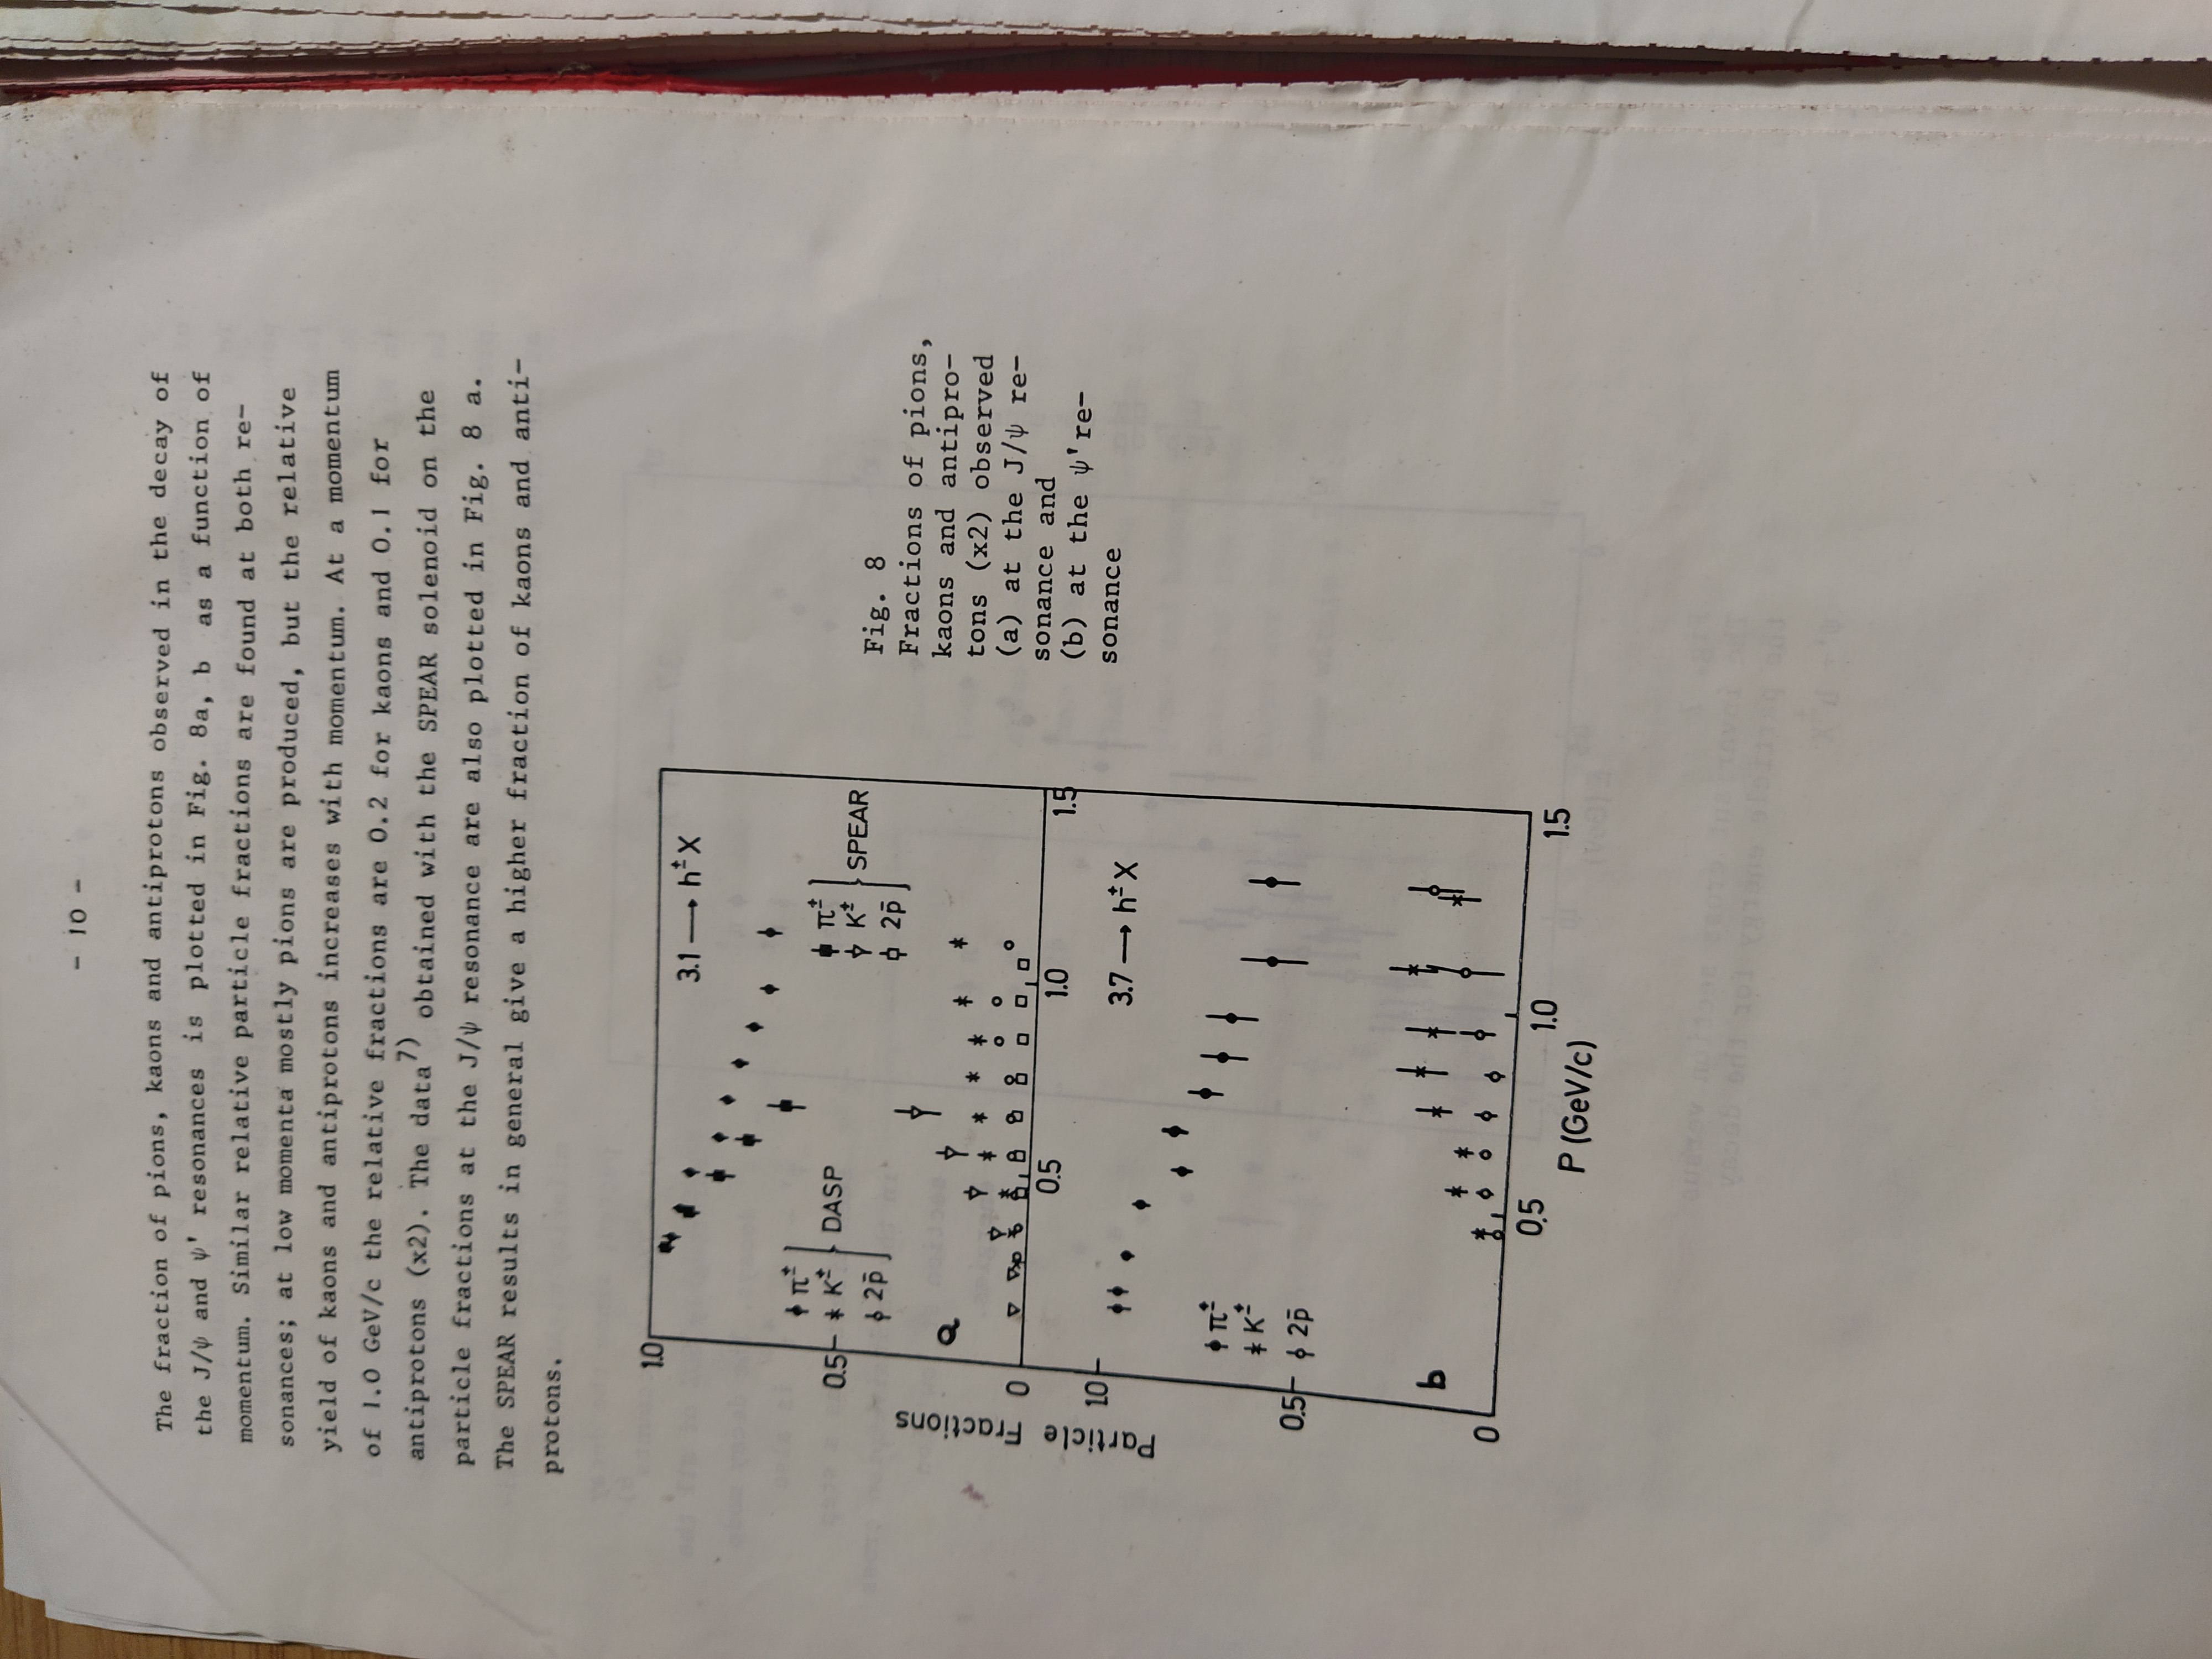 - 10 -
The fraction of pions, kaons and antiprotons observed in the decay of
the J/ψ and ψ' resonances is plotted in Fig. 8a, b as a function of
momentum. Similar relative particle fractions are found at both re-
sonances; at low momenta mostly pions are produced, but the relative
yield of kaons and antiprotons increases with momentum. At a momentum
of 1.0 GeV/c the relative fractions are 0.2 for kaons and 0.1 for
antiprotons (x2). The data⁷) obtained with the SPEAR solenoid on the
particle fractions at the J/ψ resonance are also plotted in Fig. 8 a.
The SPEAR results in general give a higher fraction of kaons and anti-
protons.
1.0
3.1 → h± X
π±
K±
2p̄
DASP
π±
K±
2p̄
SPEAR
0.5
a
0
0.5
1.0
1.5
Particle Fractions
1.0
3.7 → h± X
π±
K±
2p̄
0.5
b
0
0.5
1.0
1.5
P (GeV/c)
Fig. 8
Fractions of pions,
kaons and antipro-
tons (x2) observed
(a) at the J/ψ re-
sonance and
(b) at the ψ' re-
sonance